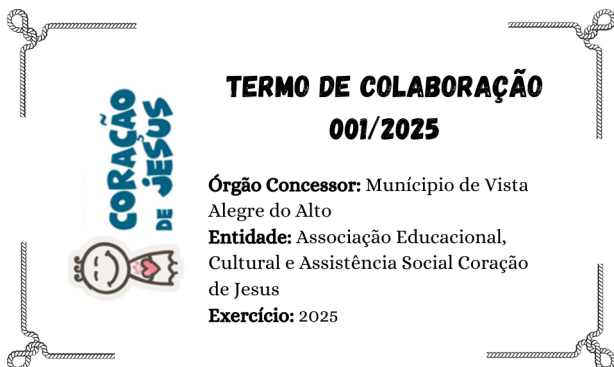 CORAÇÃO
DE JESUS
TERMO DE COLABORAÇÃO
001/2025
Órgão Concessor: Munícipio de Vista
Alegre do Alto
Entidade: Associação Educacional,
Cultural e Assistência Social Coração
de Jesus
Exercício: 2025